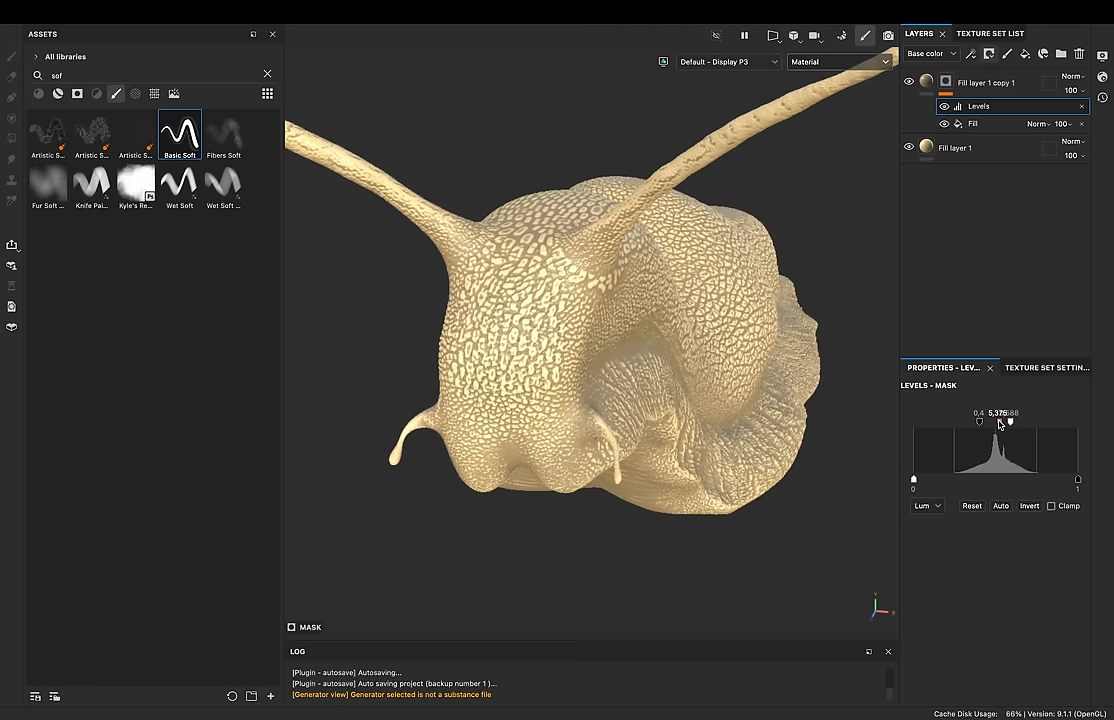 ASSETS
All libraries
sof
Artistic S...
Artistic S...
Artistic S...
Basic Soft
Fibers Soft
Fur Soft ...
Knife Pai...
Kyle's Re...
Wet Soft
Wet Soft ...
Default - Display P3
Material
MASK
LOG
[Plugin - autosave] Autosaving...
[Plugin - autosave] Auto saving project (backup number 1 )...
[Generator view] Generator selected is not a substance file
LAYERS
TEXTURE SET LIST
Base color
Fill layer 1 copy 1
Norm
100
Levels
Fill
Norm
100
Fill layer 1
Norm
100
PROPERTIES - LEV...
TEXTURE SET SETTIN...
LEVELS - MASK
0,4
0
1
Lum
Reset
Auto
Invert
Clamp
Cache Disk Usage: 66% | Version: 9.1.1 (OpenGL)